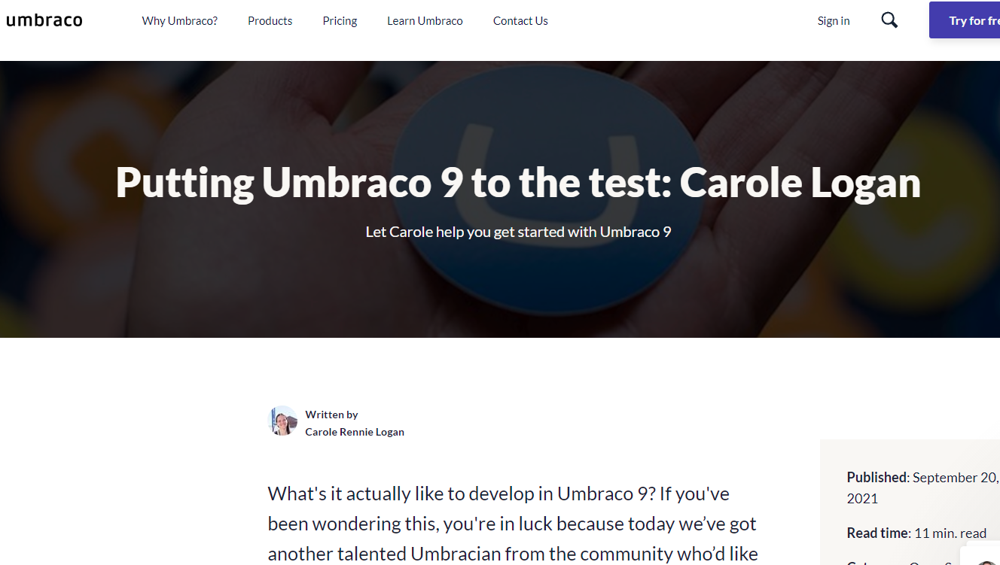 umbraco
Why Umbraco?
Products
Pricing
Learn Umbraco
Contact Us
Sign in
Try for fre
Putting Umbraco 9 to the test: Carole Logan
Let Carole help you get started with Umbraco 9
Written by
Carole Rennie Logan
What's it actually like to develop in Umbraco 9? If you've
been wondering this, you're in luck because today we’ve got
another talented Umbracian from the community who’d like
Published: September 20,
2021
Read time: 11 min. read